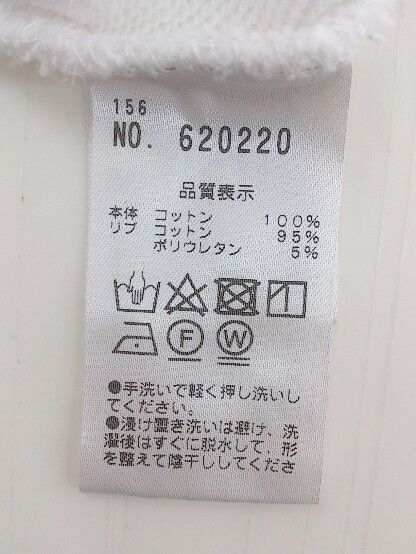 156
NO. 620220
品質表示
本体 コットン 100%
リブ コットン 95%
ポリウレタン 5%
F W
●手洗いで軽く押し洗いし
てください。
●浸け置き洗いは避け、洗
濯後はすぐに脱水して、形
を整えて陰干ししてくださ